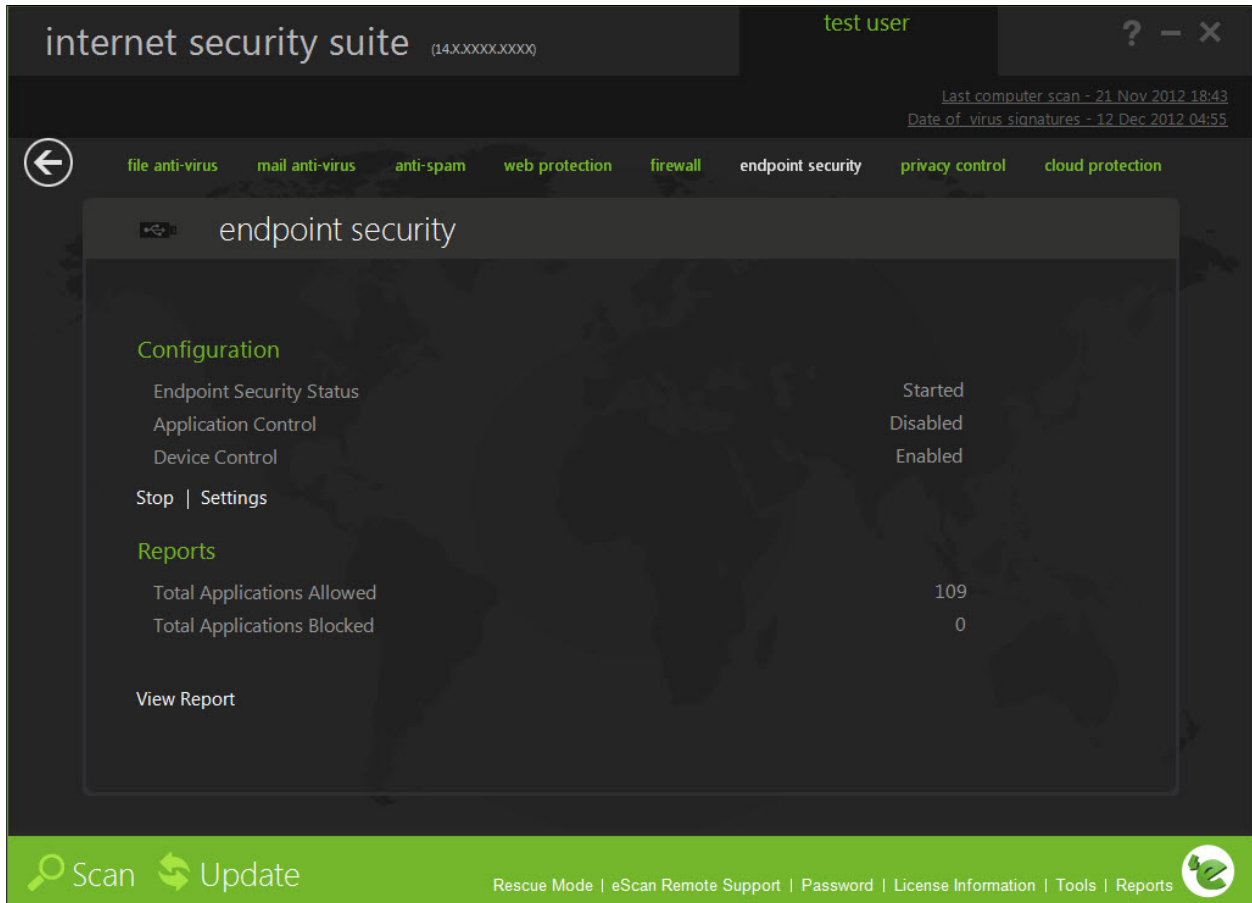 internet security suite (14.X.XXXX.XXXX)
test user
? – ×
Last computer scan - 21 Nov 2012 18:43
Date of virus signatures - 12 Dec 2012 04:55
file anti-virus mail anti-virus anti-spam web protection firewall endpoint security privacy control cloud protection
endpoint security
Configuration
Endpoint Security Status Started
Application Control Disabled
Device Control Enabled
Stop | Settings
Reports
Total Applications Allowed 109
Total Applications Blocked 0
View Report
Scan Update
Rescue Mode | eScan Remote Support | Password | License Information | Tools | Reports